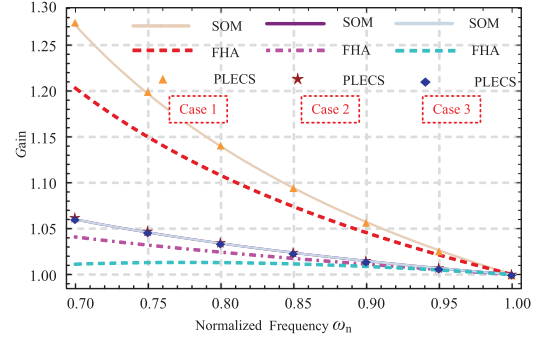 1.30
1.25
1.20
1.15
1.10
1.05
1.00
Gain
SOM SOM SOM
FHA FHA FHA
PLECS PLECS PLECS
Case 1 Case 2 Case 3
0.70 0.75 0.80 0.85 0.90 0.95 1.00
Normalized Frequency ωn